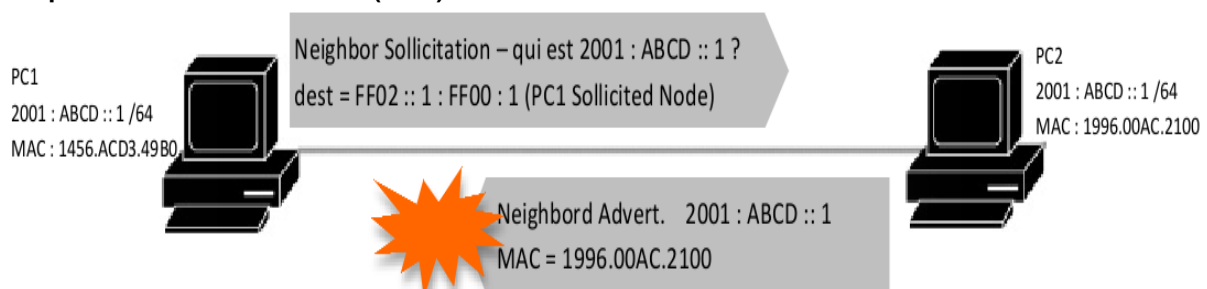 Neighbor Sollicitation – qui est 2001 : ABCD :: 1 ?
dest = FF02 :: 1 : FF00 : 1 (PC1 Sollicited Node)
PC1
2001 : ABCD :: 1 /64
MAC : 1456.ACD3.49B0
PC2
2001 : ABCD :: 1 /64
MAC : 1996.00AC.2100
Neighbord Advert. 2001 : ABCD :: 1
MAC = 1996.00AC.2100